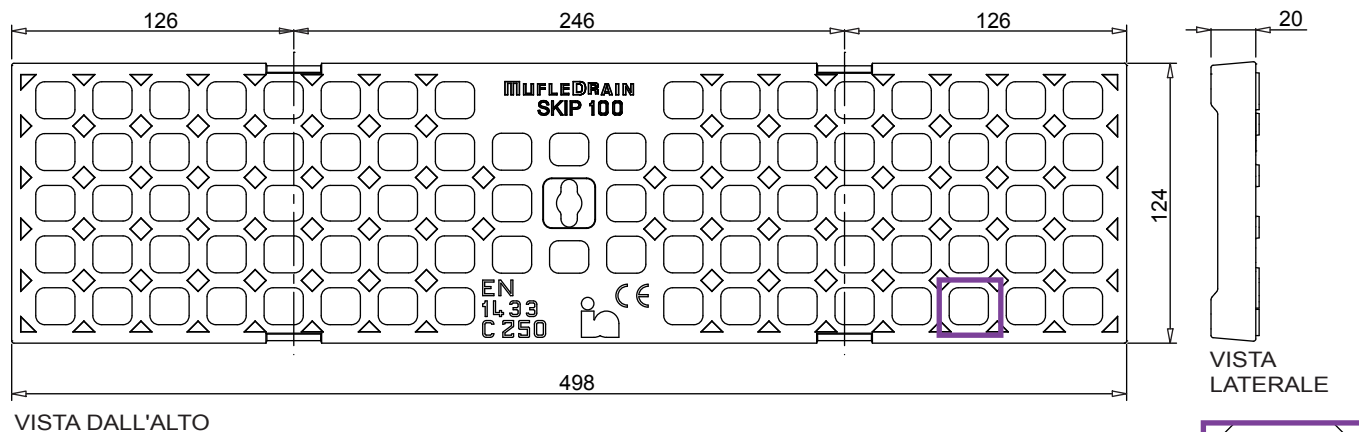 126 246 126 20
MUFLEDRAIN
SKIP 100
124
EN
1433
C 250
CE
498
VISTA
LATERALE
VISTA DALL'ALTO